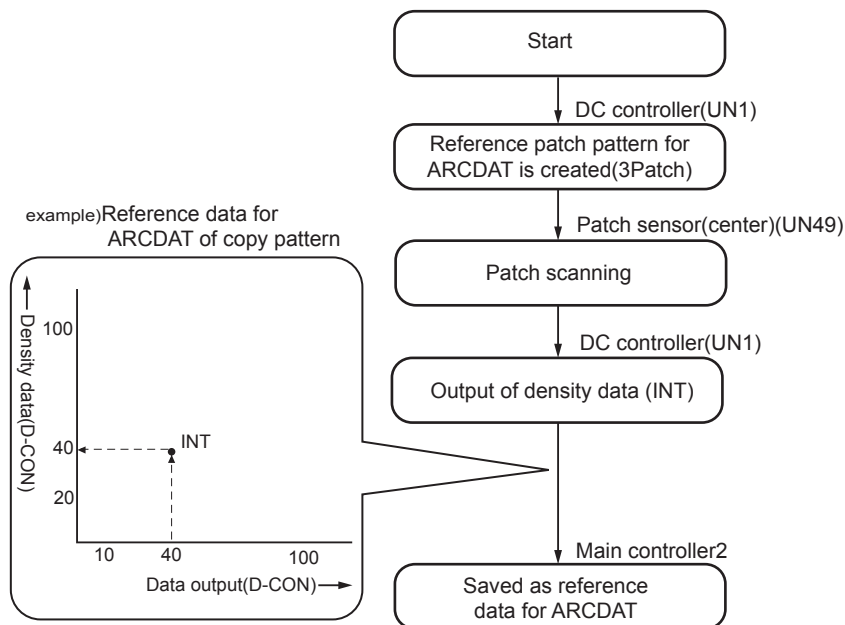 Start
DC controller(UN1)
Reference patch pattern for
ARCDAT is created(3Patch)
Patch sensor(center)(UN49)
Patch scanning
DC controller(UN1)
Output of density data (INT)
example)Reference data for
ARCDAT of copy pattern
Density data(D-CON)
100
40
20
INT
10
40
100
Data output(D-CON)
Main controller2
Saved as reference
data for ARCDAT